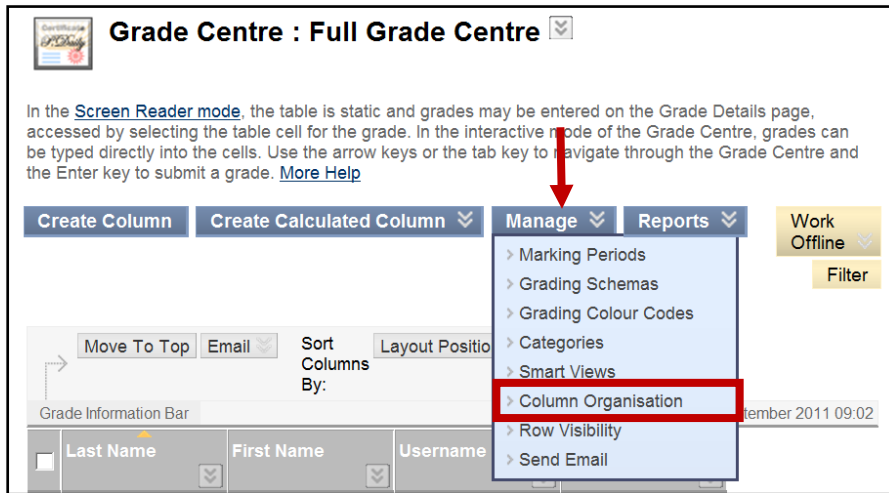 Certificate
Grade Centre : Full Grade Centre
In the Screen Reader mode, the table is static and grades may be entered on the Grade Details page,
accessed by selecting the table cell for the grade. In the interactive mode of the Grade Centre, grades can
be typed directly into the cells. Use the arrow keys or the tab key to navigate through the Grade Centre and
the Enter key to submit a grade. More Help
Create Column Create Calculated Column Manage Reports Work
Offline
Filter
Marking Periods
Grading Schemas
Grading Colour Codes
Categories
Smart Views
Column Organisation
Row Visibility
Send Email
Move To Top Email Sort Columns By: Layout Positio
Grade Information Bar tember 2011 09:02
Last Name First Name Username